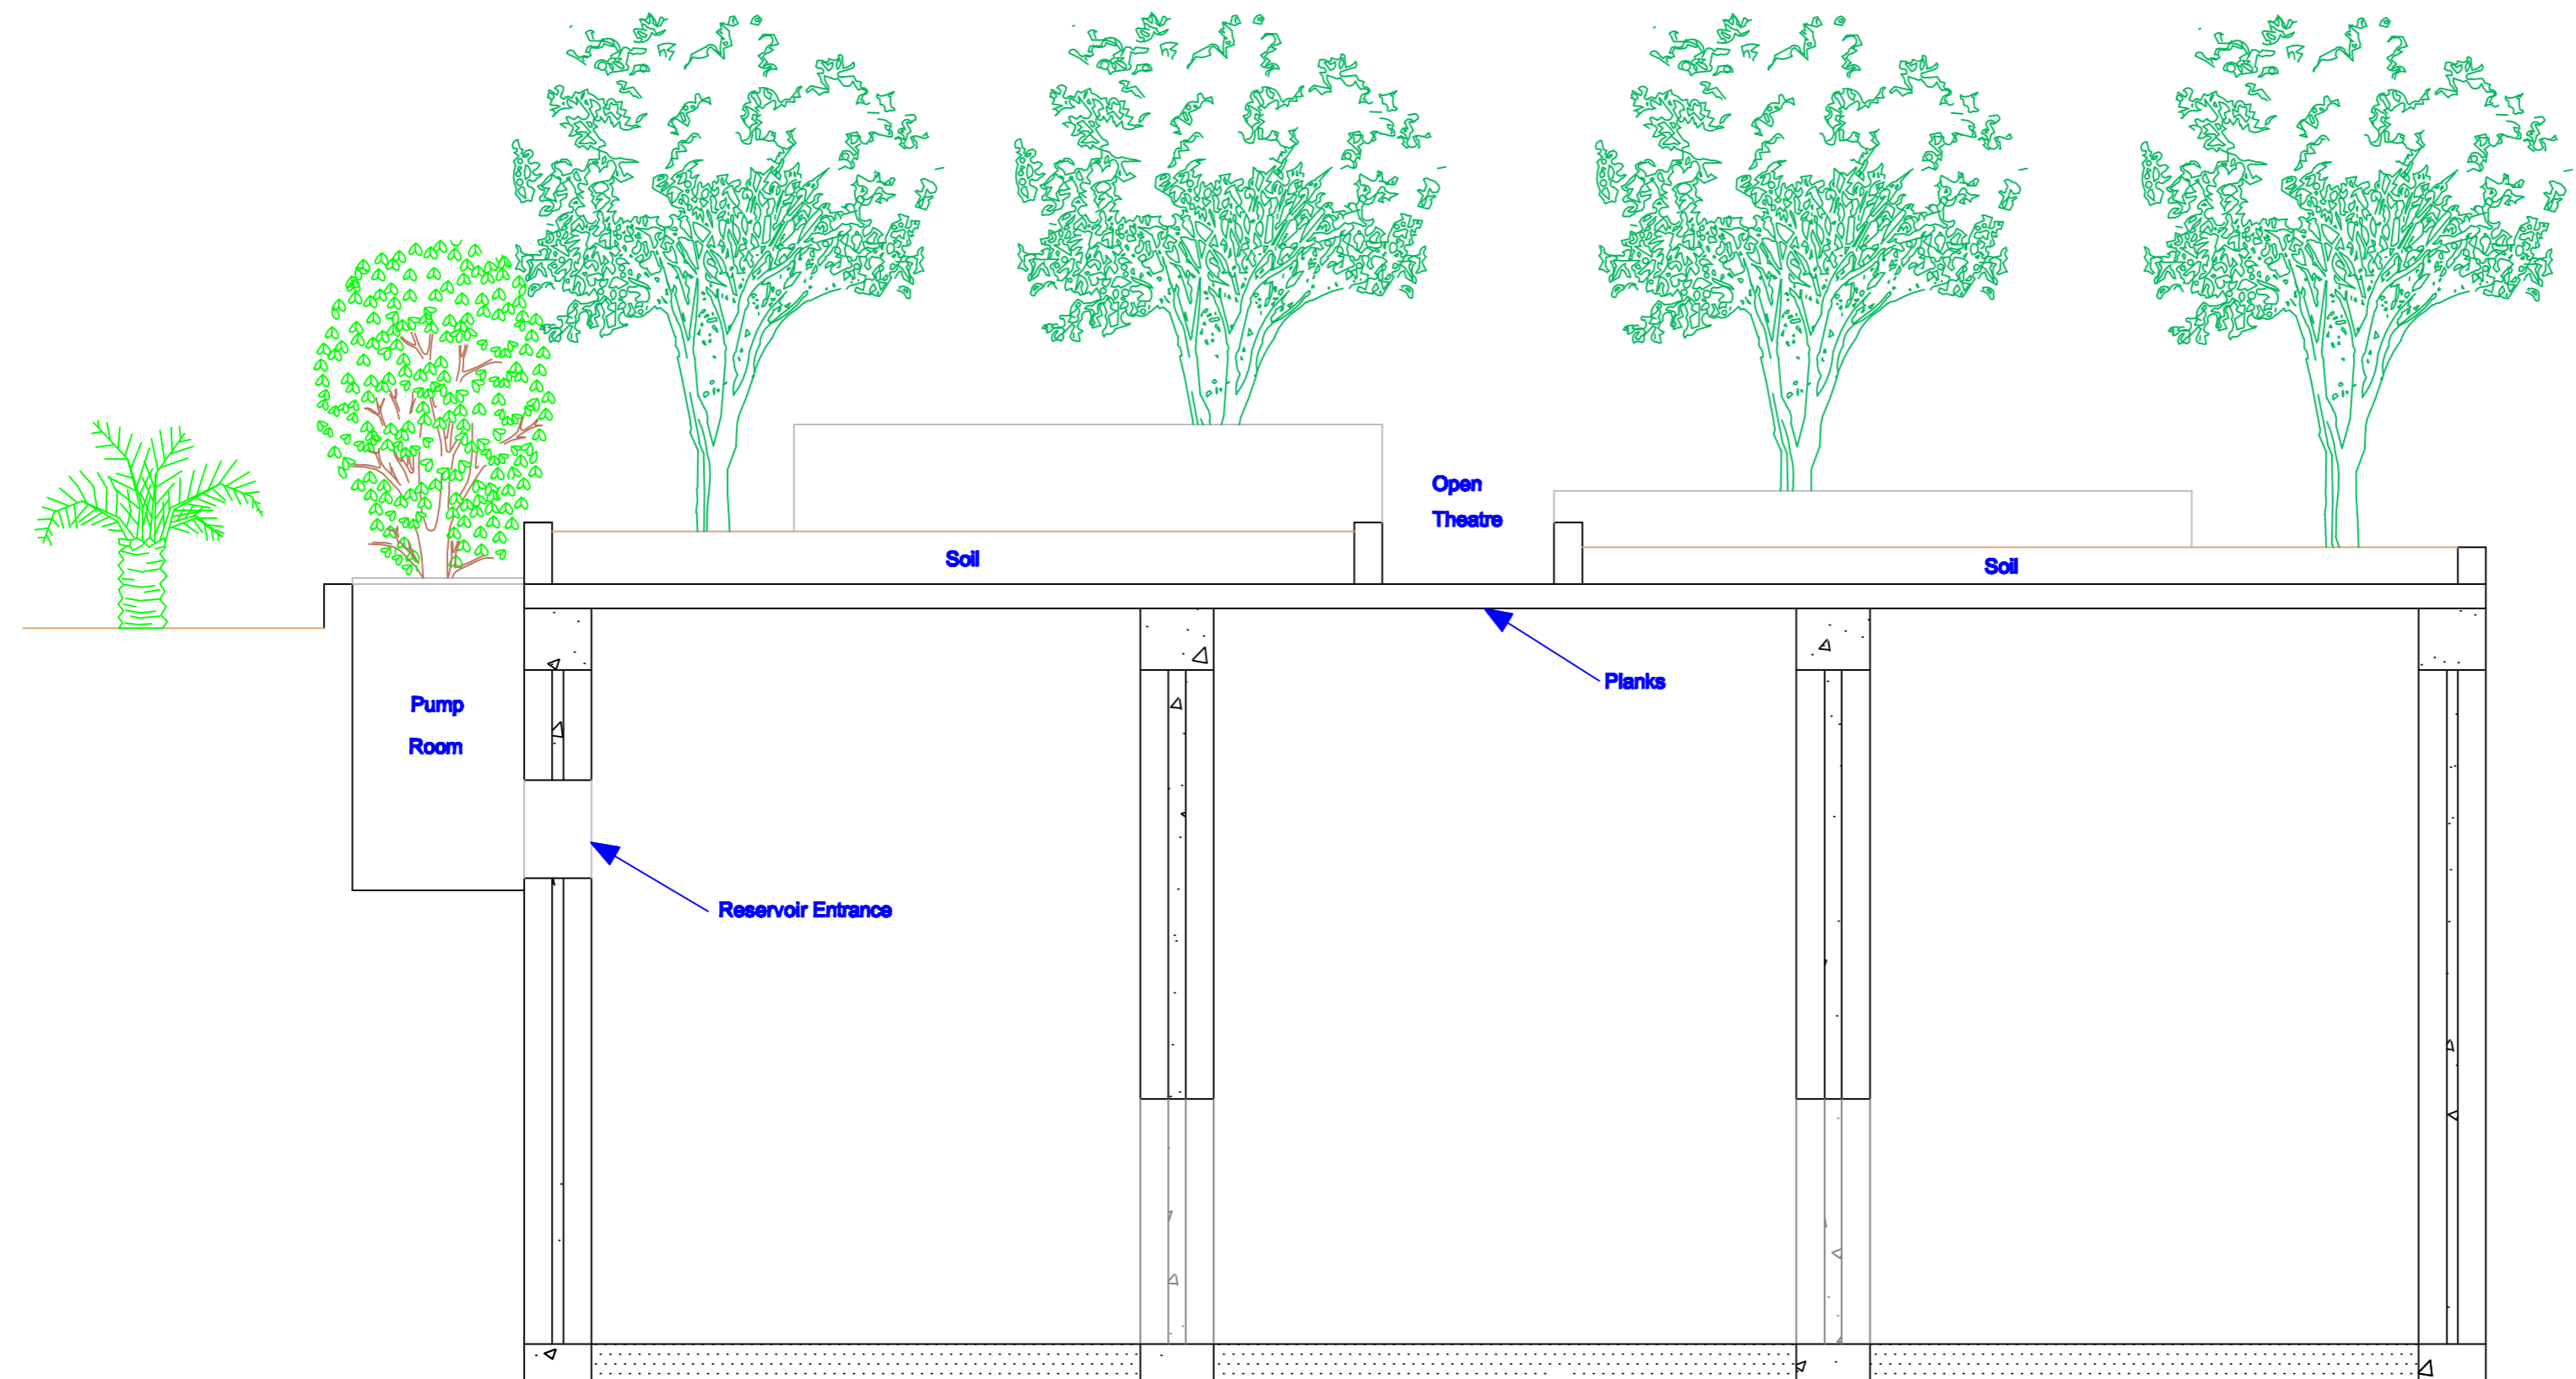 Open
Theatre
Soil
Soil
Planks
Pump
Room
Reservoir Entrance